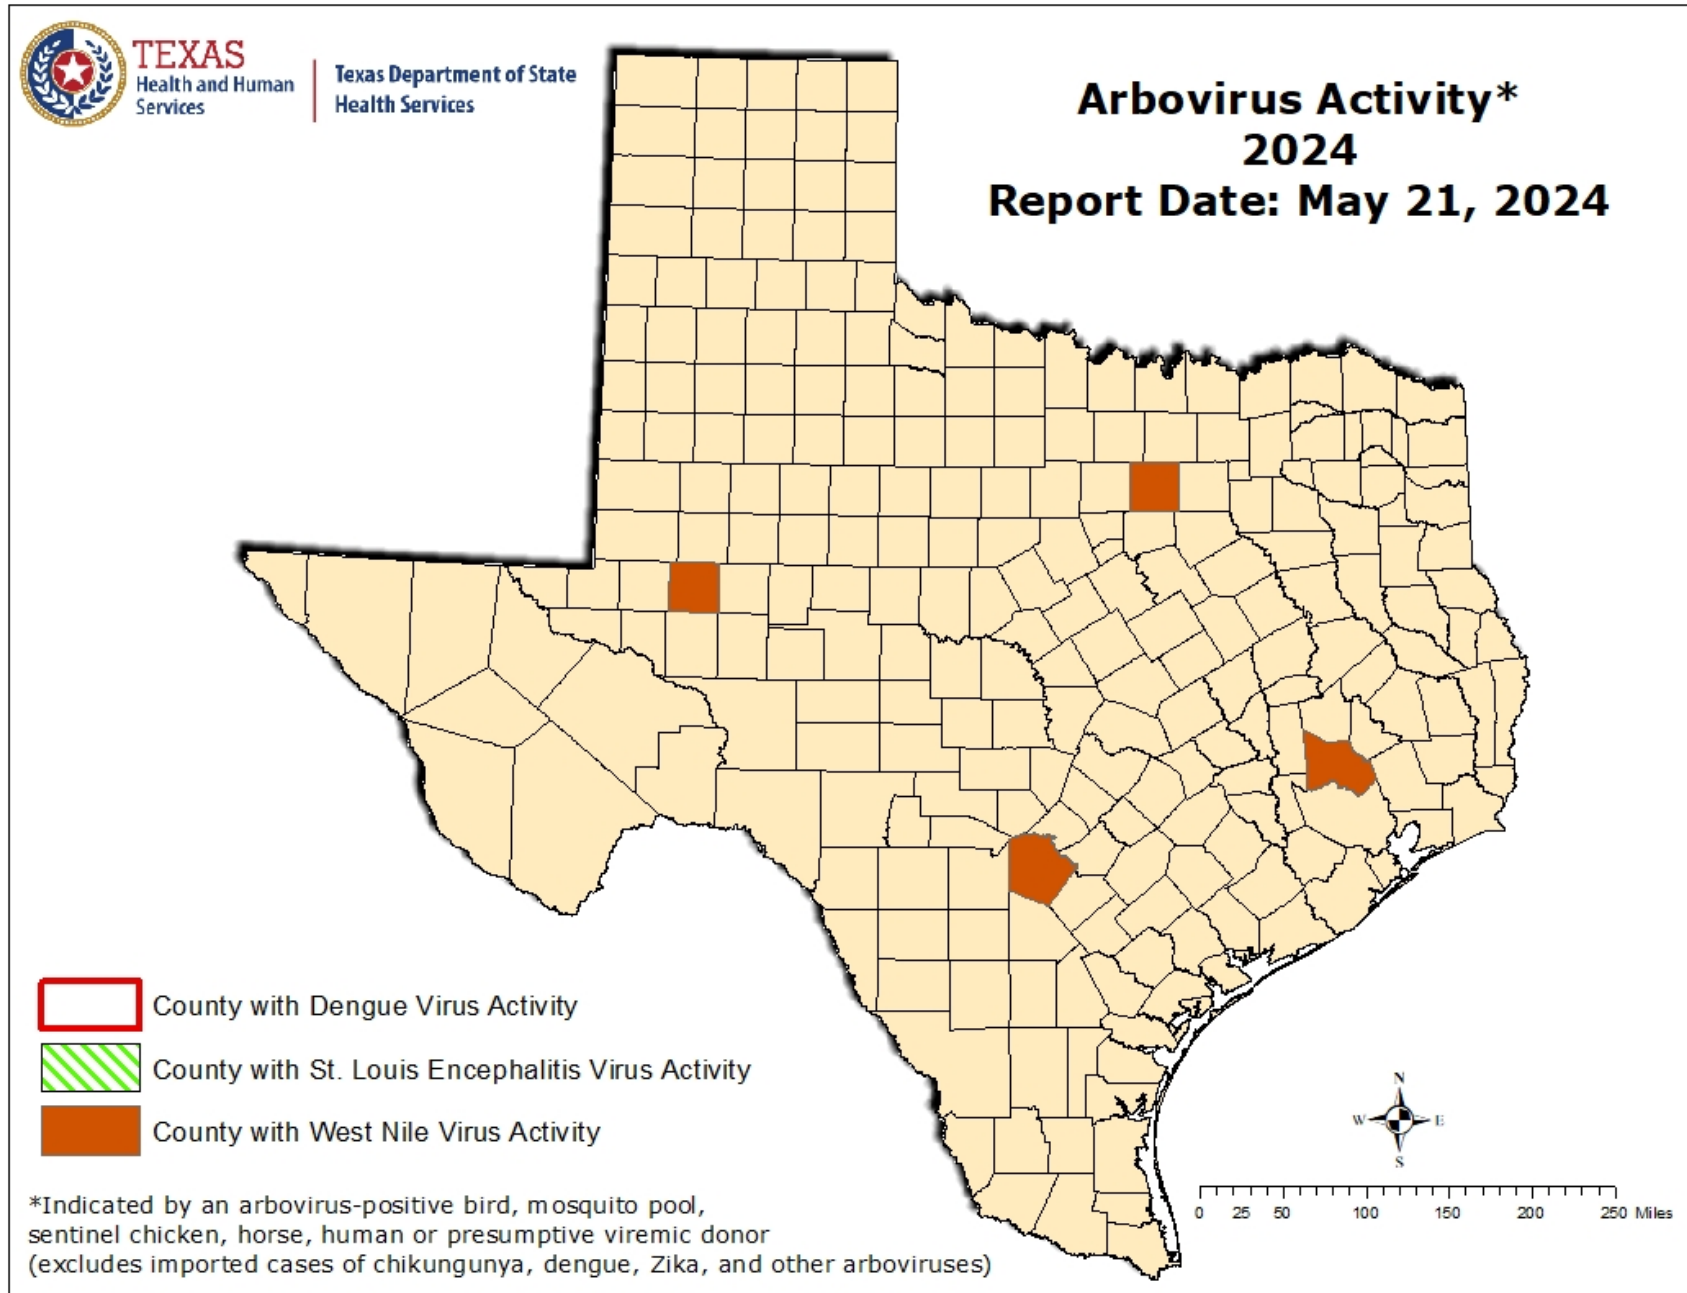 TEXAS
Health and Human
Services
Texas Department of State
Health Services
Arbovirus Activity*
2024
Report Date: May 21, 2024
County with Dengue Virus Activity
County with St. Louis Encephalitis Virus Activity
County with West Nile Virus Activity
*Indicated by an arbovirus-positive bird, mosquito pool,
sentinel chicken, horse, human or presumptive viremic donor
(excludes imported cases of chikungunya, dengue, Zika, and other arboviruses)
N
W E
S
0 25 50 100 150 200 250 Miles